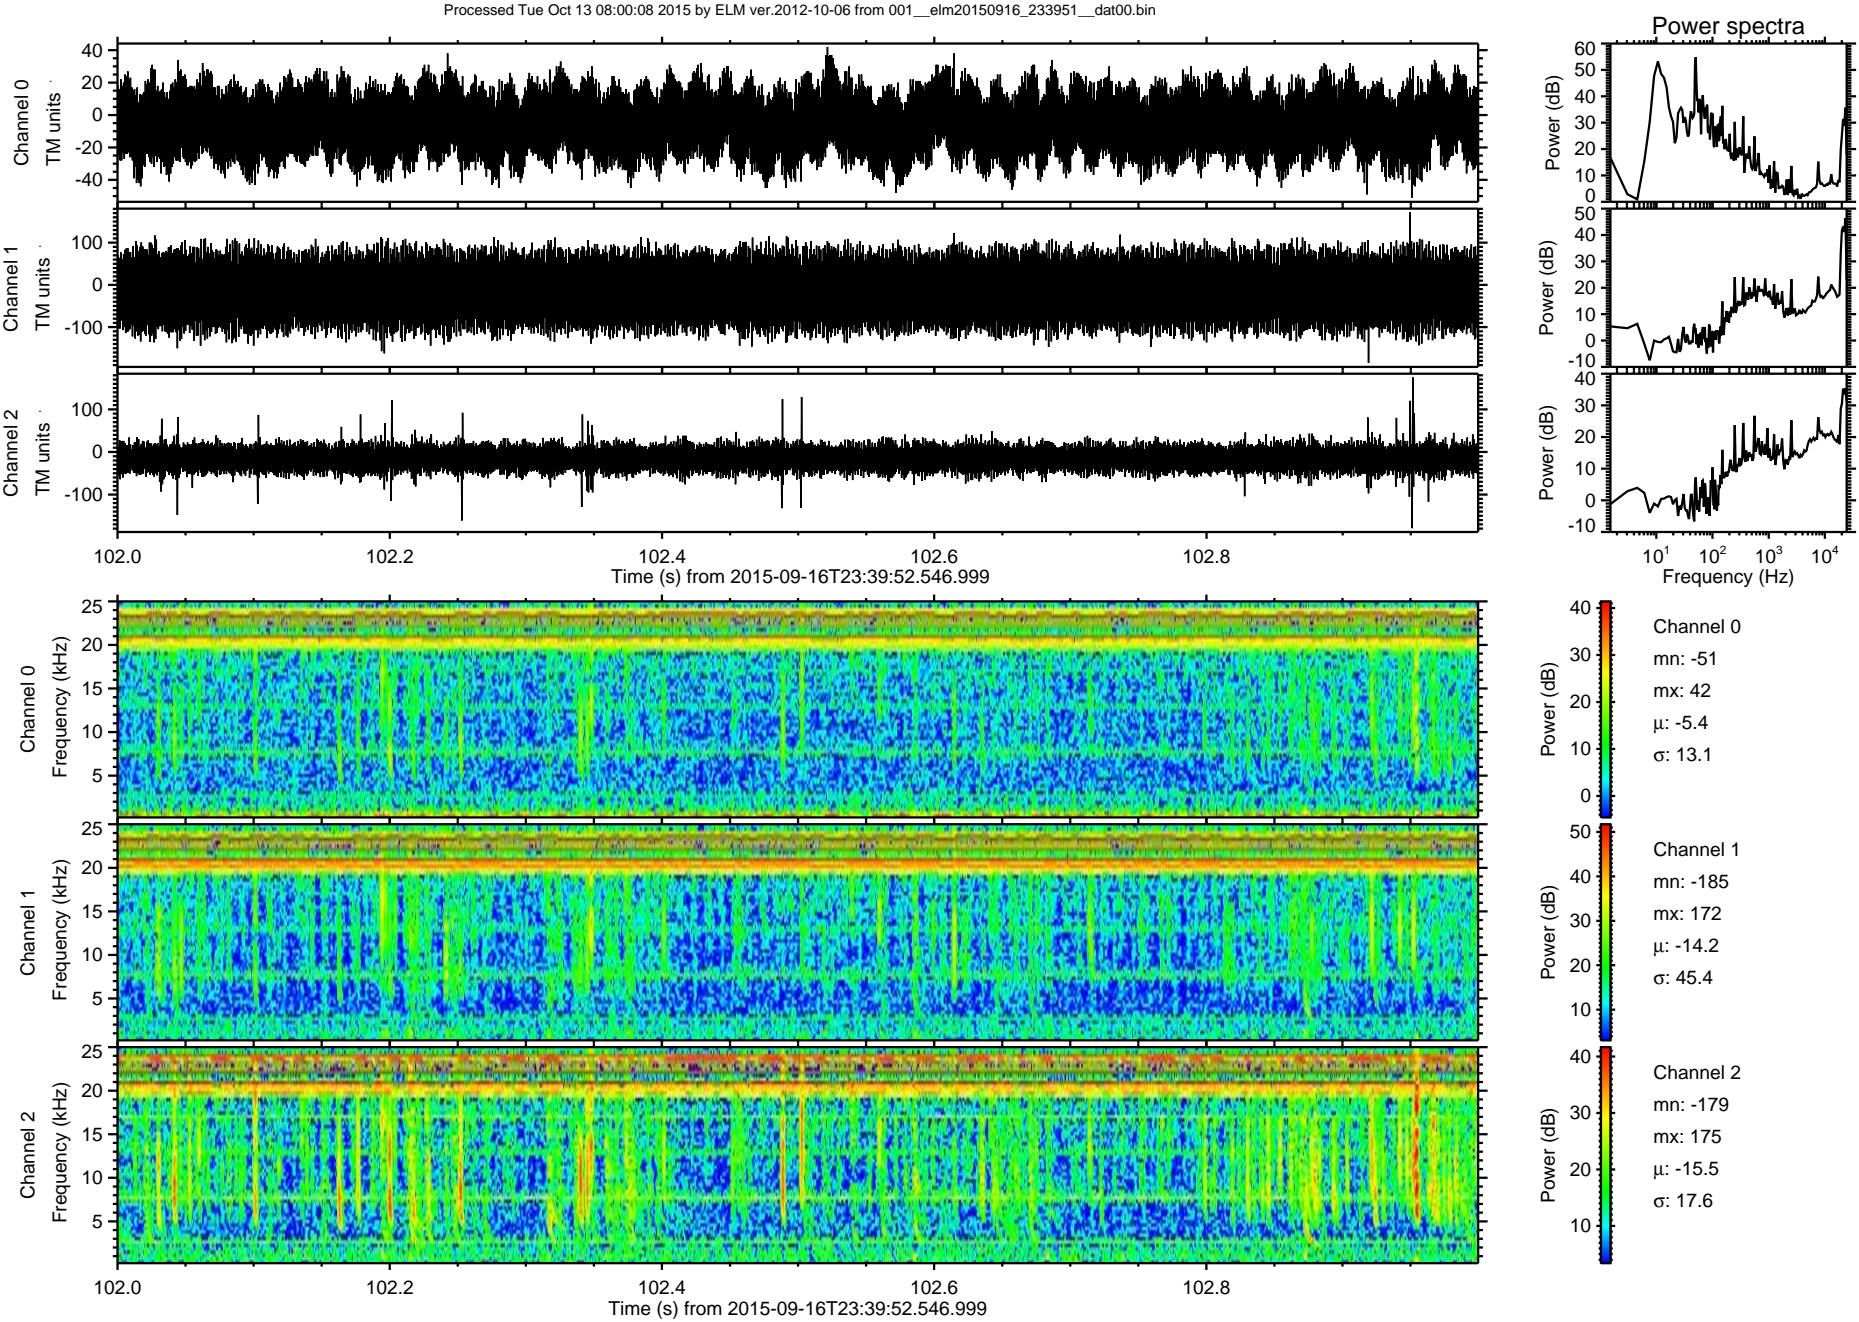 Processed Tue Oct 13 08:00:08 2015 by ELM ver.2012-10-06 from 001__elm20150916_233951__dat00.bin
Power spectra
Channel 0
TM units
40
20
0
-20
-40
Power (dB)
60
50
40
30
20
10
0
Channel 1
TM units
100
0
-100
Power (dB)
50
40
30
20
10
0
-10
Channel 2
TM units
100
0
-100
Power (dB)
40
30
20
10
0
-10
102.0 102.2 102.4 102.6 102.8
Time (s) from 2015-09-16T23:39:52.546.999
10^1 10^2 10^3 10^4
Frequency (Hz)
Channel 0
Frequency (kHz)
25
20
15
10
5
Power (dB)
40
30
20
10
0
Channel 0
mn: -51
mx: 42
μ: -5.4
σ: 13.1
Channel 1
Frequency (kHz)
25
20
15
10
5
Power (dB)
50
40
30
20
10
Channel 1
mn: -185
mx: 172
μ: -14.2
σ: 45.4
Channel 2
Frequency (kHz)
25
20
15
10
5
Power (dB)
40
30
20
10
Channel 2
mn: -179
mx: 175
μ: -15.5
σ: 17.6
102.0 102.2 102.4 102.6 102.8
Time (s) from 2015-09-16T23:39:52.546.999